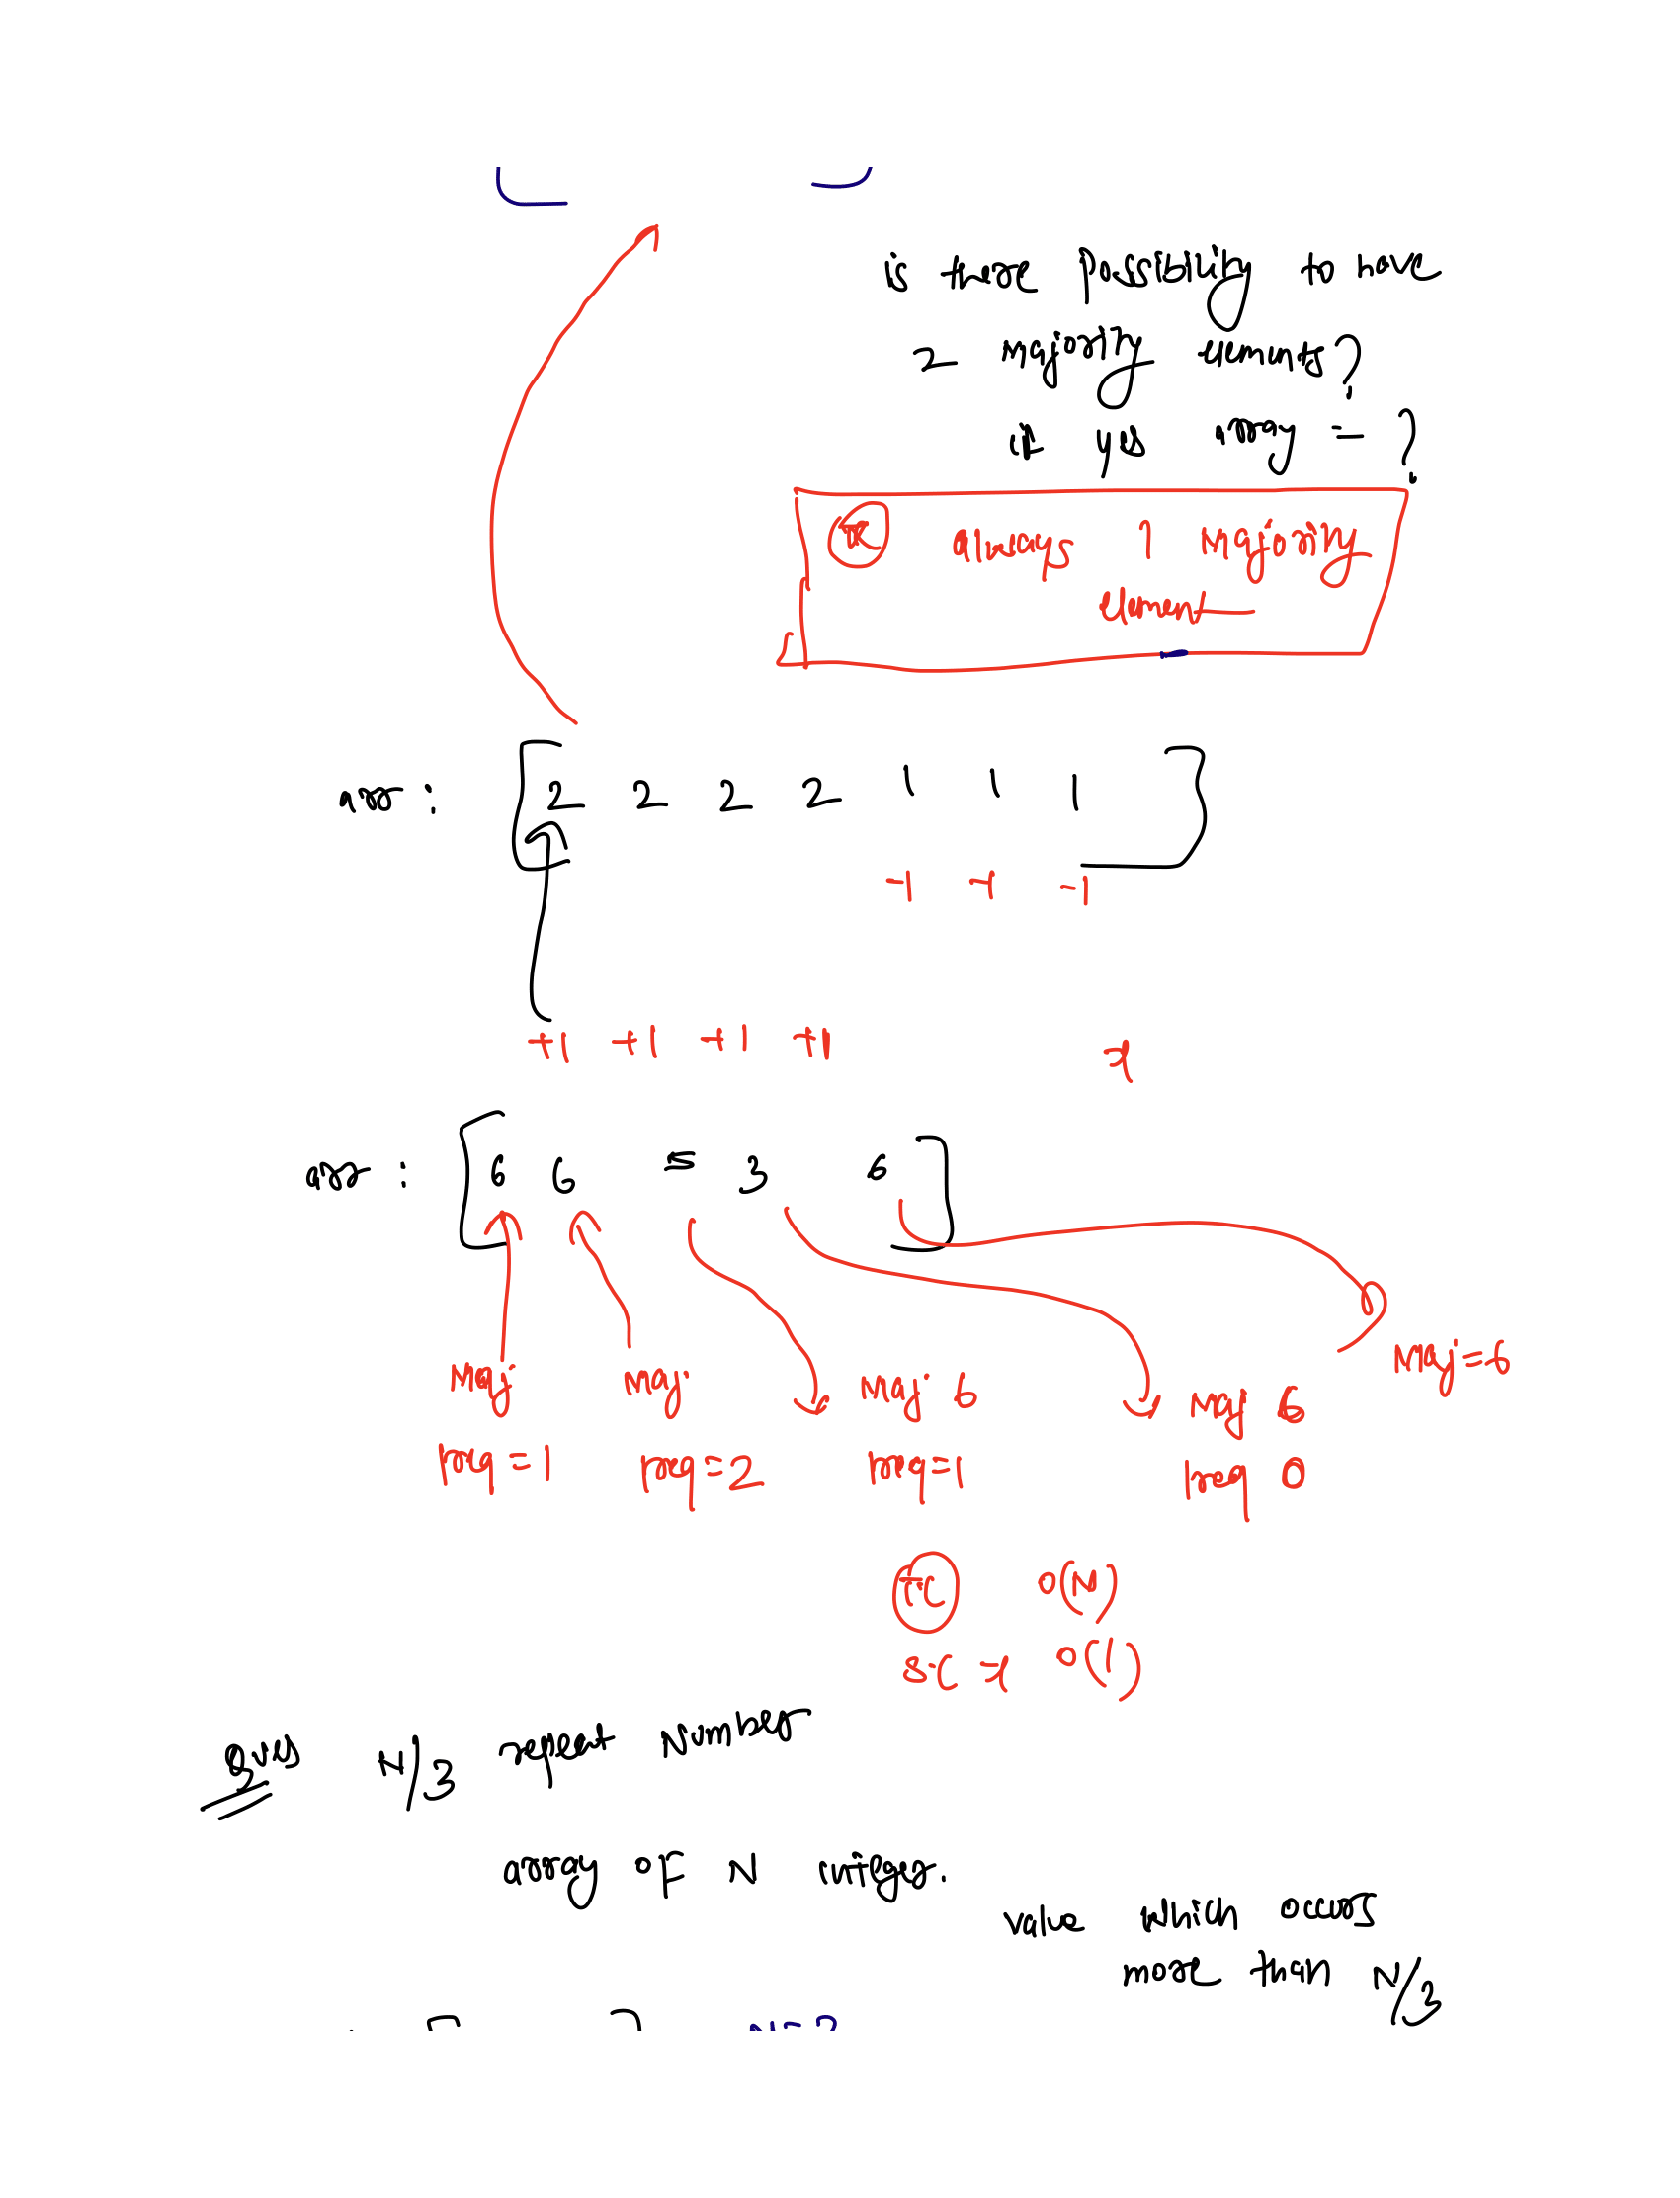 is there possibility to have
2 majority elements?
if yes array = ?
always 1 majority
element
arr : [ 2 2 2 2 1 1 1 ]
-1 -1 -1
+1 +1 +1 +1
arr : [ 6 6 5 3 6 ]
Maj=6
Maj Maj Maj 6 Maj 6
freq=1 freq=2 freq=1 freq 0
TC O(N)
SC O(1)
Ques N/3 repeat Number
array OF N integer.
value which occurs
more than N/3